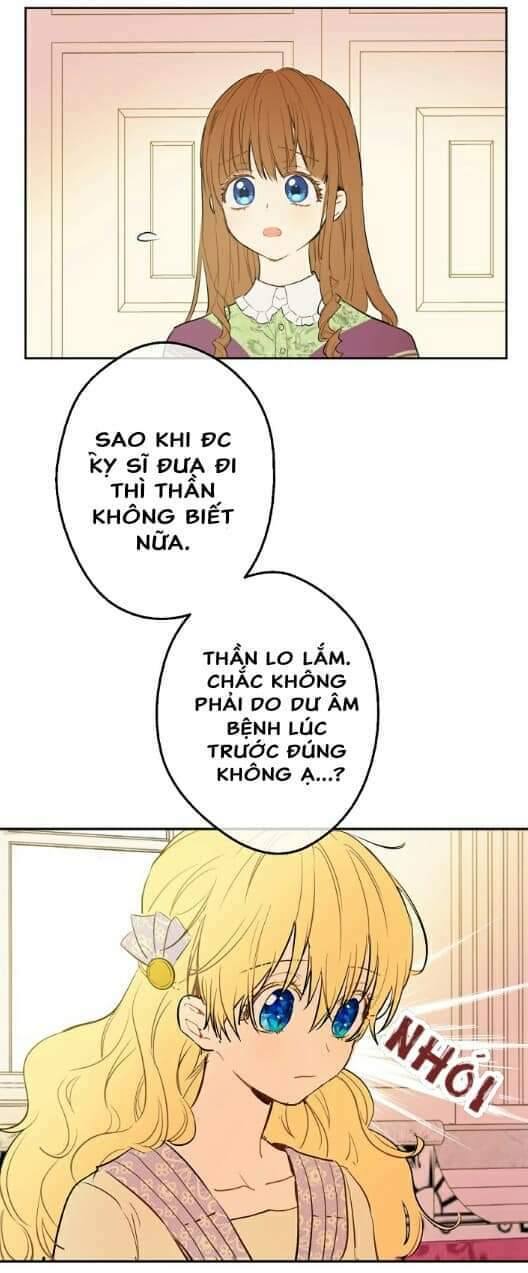 SAO KHI ĐC
KỴ SĨ ĐƯA ĐI
THÌ THẦN
KHÔNG BIẾT
NỮA.
THẦN LO LẮM.
CHẮC KHÔNG
PHẢI DO DƯ ÂM
BỆNH LÚC
TRƯỚC ĐÚNG
KHÔNG Ạ...?
NHÓI